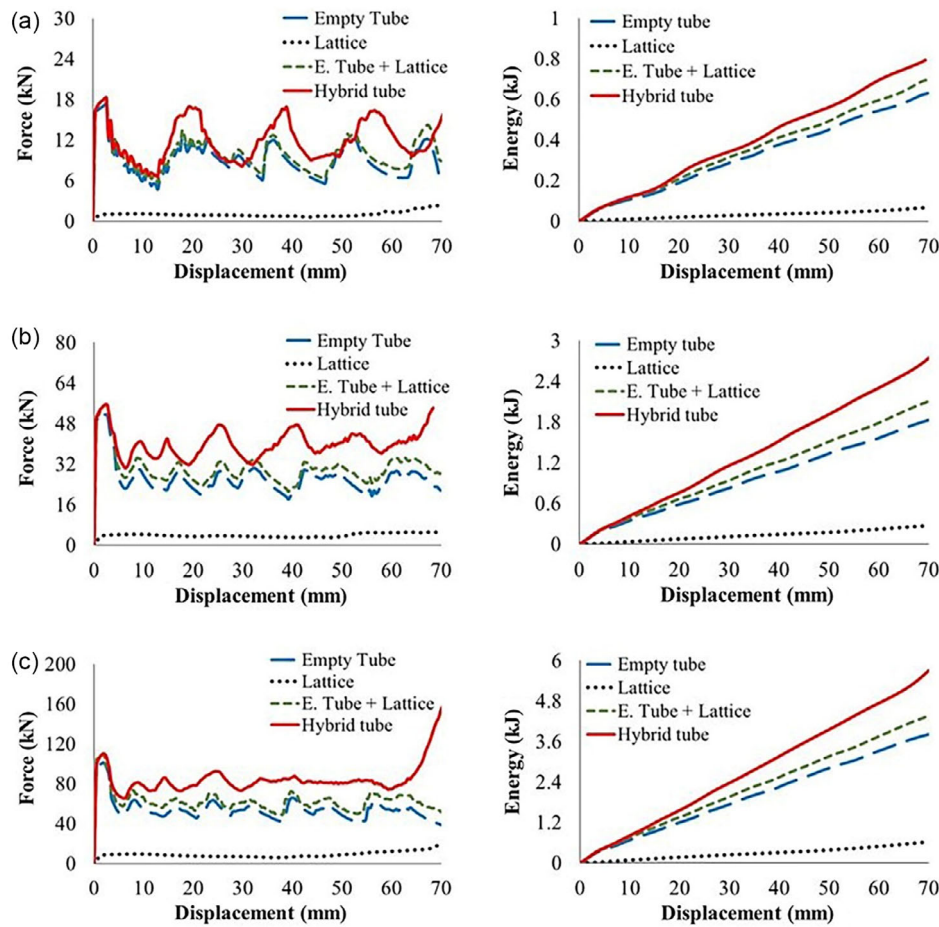 (a)
30
24
18
12
6
0
Force (kN)
Empty Tube
Lattice
E. Tube + Lattice
Hybrid tube
0 10 20 30 40 50 60 70
Displacement (mm)
1
0.8
0.6
0.4
0.2
0
Energy (kJ)
Empty tube
Lattice
E. Tube + Lattice
Hybrid tube
0 10 20 30 40 50 60 70
Displacement (mm)
(b)
80
64
48
32
16
0
Force (kN)
Empty Tube
Lattice
E. Tube + Lattice
Hybrid tube
0 10 20 30 40 50 60 70
Displacement (mm)
3
2.4
1.8
1.2
0.6
0
Energy (kJ)
Empty tube
Lattice
E. Tube + Lattice
Hybrid tube
0 10 20 30 40 50 60 70
Displacement (mm)
(c)
200
160
120
80
40
0
Force (kN)
Empty Tube
Lattice
E. Tube + Lattice
Hybrid tube
0 10 20 30 40 50 60 70
Displacement (mm)
6
4.8
3.6
2.4
1.2
0
Energy (kJ)
Empty tube
Lattice
E. Tube + Lattice
Hybrid tube
0 10 20 30 40 50 60 70
Displacement (mm)